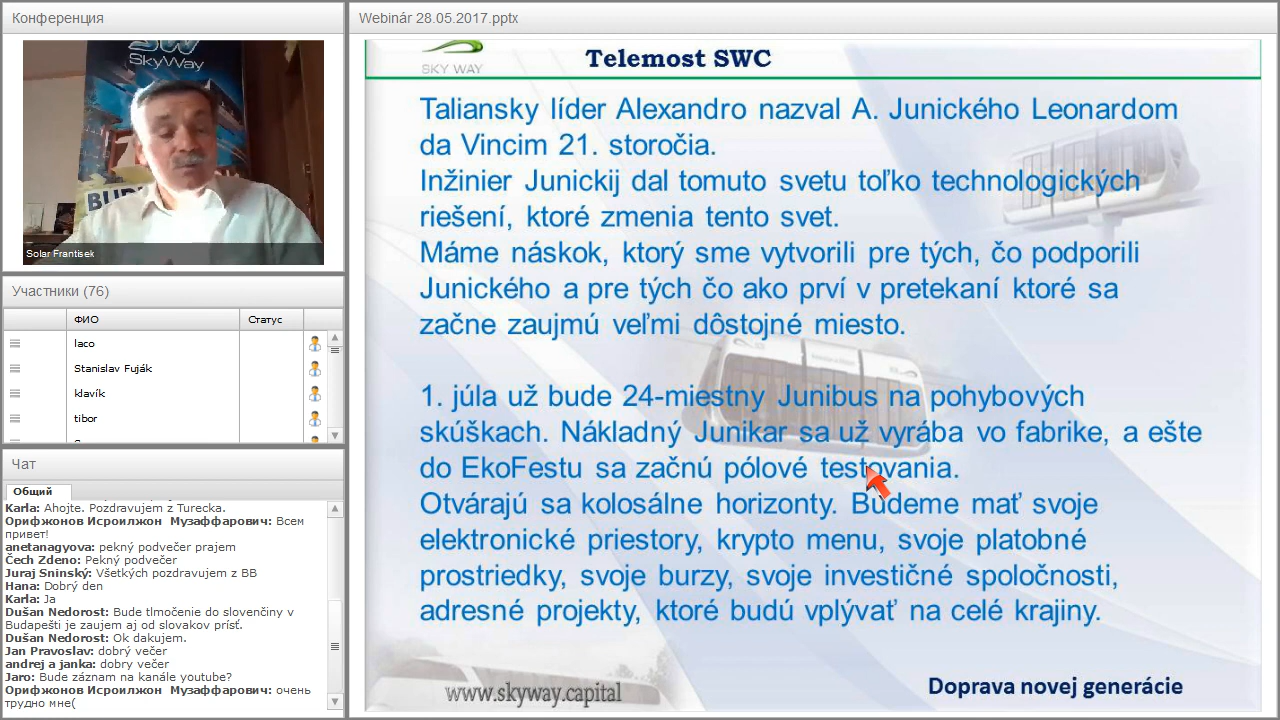 Конференция
SW
SkyWay
BU
Solar Frantisek
Участники (76)
ФИО
Статус
laco
Stanislav Fuják
klavík
tibor
Чат
Общий
Karla: Ahojte. Pozdravujem z Turecka.
Орифжонов Исроилжон Музаффарович: Всем
привет!
anetanagyova: pekný podvečer prajem
Čech Zdeno: Pekný podvečer
Juraj Sninský: Všetkých pozdravujem z BB
Hana: Dobrý den
Karla: Ja
Dušan Nedorost: Bude tlmočenie do slovenčiny v
Budapešti je zaujem aj od slovakov prísť.
Dušan Nedorost: Ok dakujem.
Jan Pravoslav: dobrý večer
andrej a janka: dobry večer
Jaro: Bude záznam na kanále youtube?
Орифжонов Исроилжон Музаффарович: очень
трудно мне(
Webinár 28.05.2017.pptx
SKY WAY
Telemost SWC
Taliansky líder Alexandro nazval A. Junického Leonardom
da Vincim 21. storočia.
Inžinier Junickij dal tomuto svetu toľko technologických
riešení, ktoré zmenia tento svet.
Máme náskok, ktorý sme vytvorili pre tých, čo podporili
Junického a pre tých čo ako prví v pretekaní ktoré sa
začne zaujmú veľmi dôstojné miesto.
1. júla už bude 24-miestny Junibus na pohybových
skúškach. Nákladný Junikar sa už vyrába vo fabrike, a ešte
do EkoFestu sa začnú pólové testovania.
Otvárajú sa kolosálne horizonty. Budeme mať svoje
elektronické priestory, krypto menu, svoje platobné
prostriedky, svoje burzy, svoje investičné spoločnosti,
adresné projekty, ktoré budú vplývať na celé krajiny.
www.skyway.capital
Doprava novej generácie